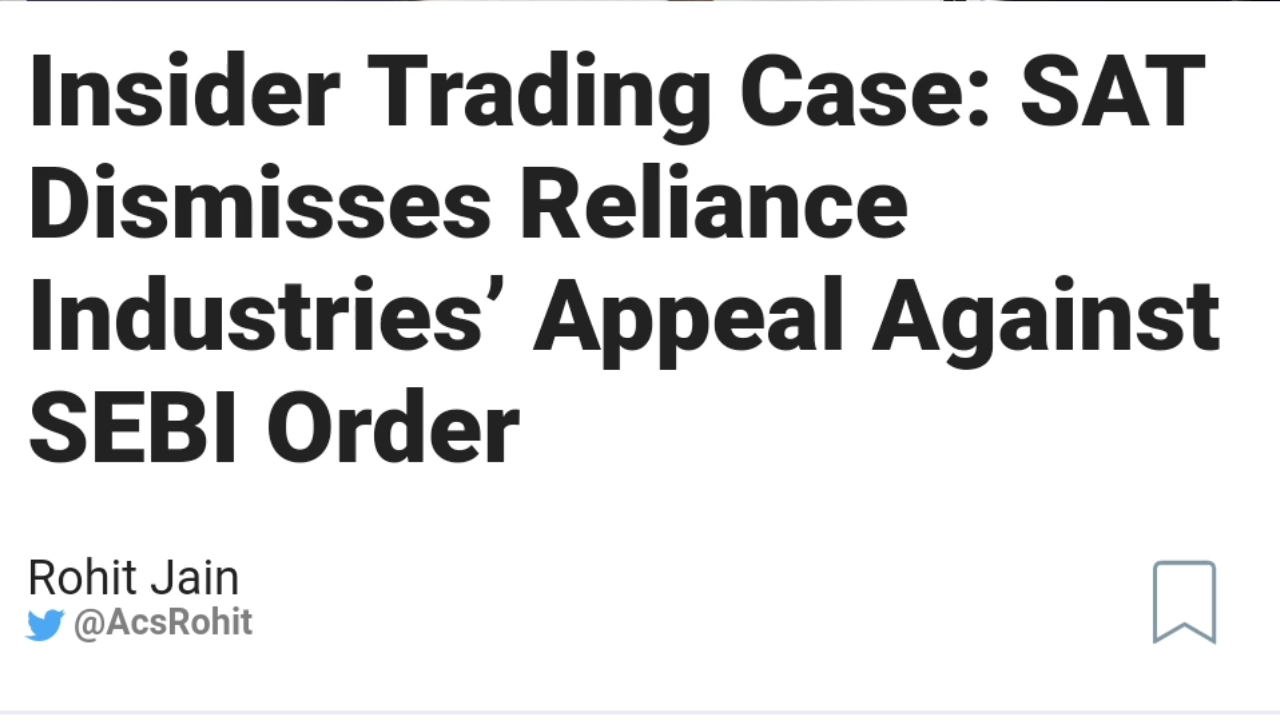 Insider Trading Case: SAT
Dismisses Reliance
Industries’ Appeal Against
SEBI Order
Rohit Jain
@AcsRohit